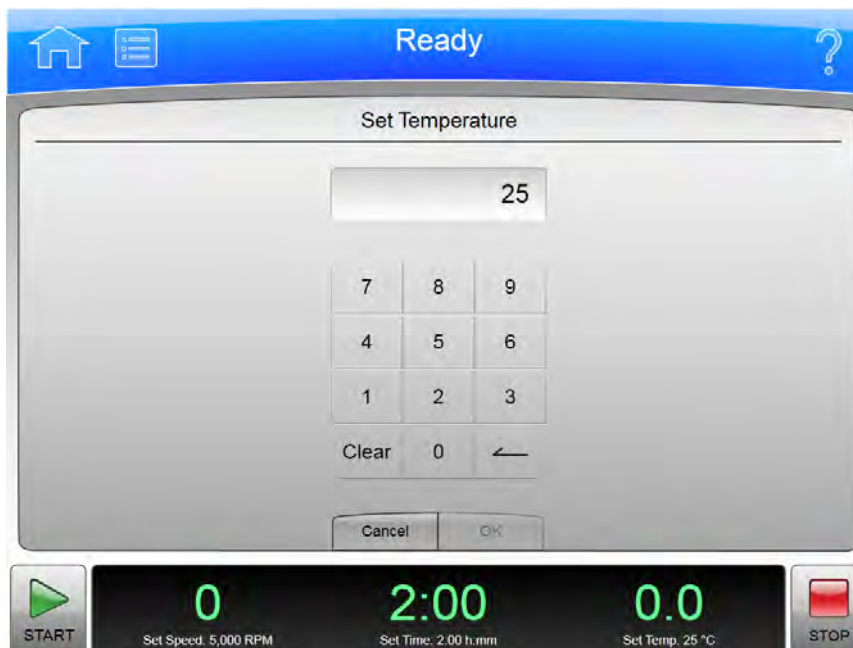 Ready
Set Temperature
25
7 8 9
4 5 6
1 2 3
Clear 0
Cancel OK
0 2:00 0.0
START Set Speed. 5,000 RPM Set Time. 2.00 h:mm Set Temp. 25 °C STOP